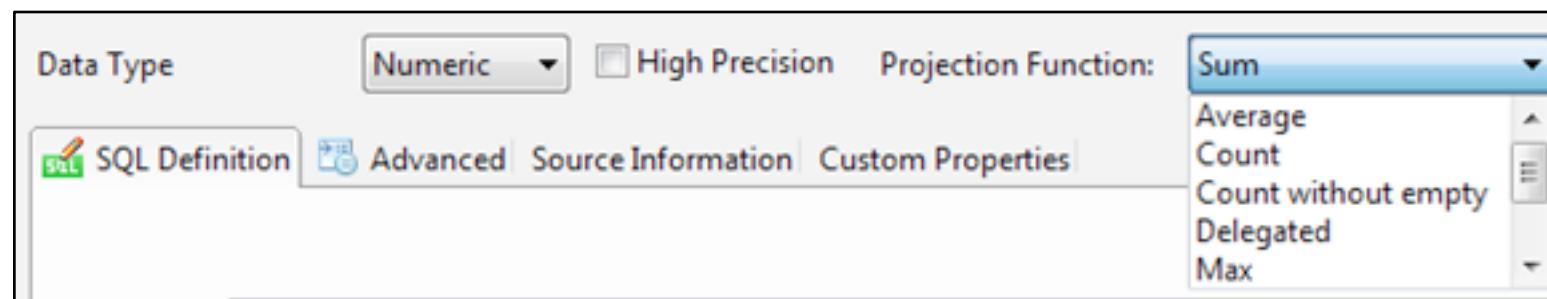 Data Type Numeric High Precision Projection Function: Sum
Average
SQL Definition Advanced Source Information Custom Properties Count
Count without empty
Delegated
Max